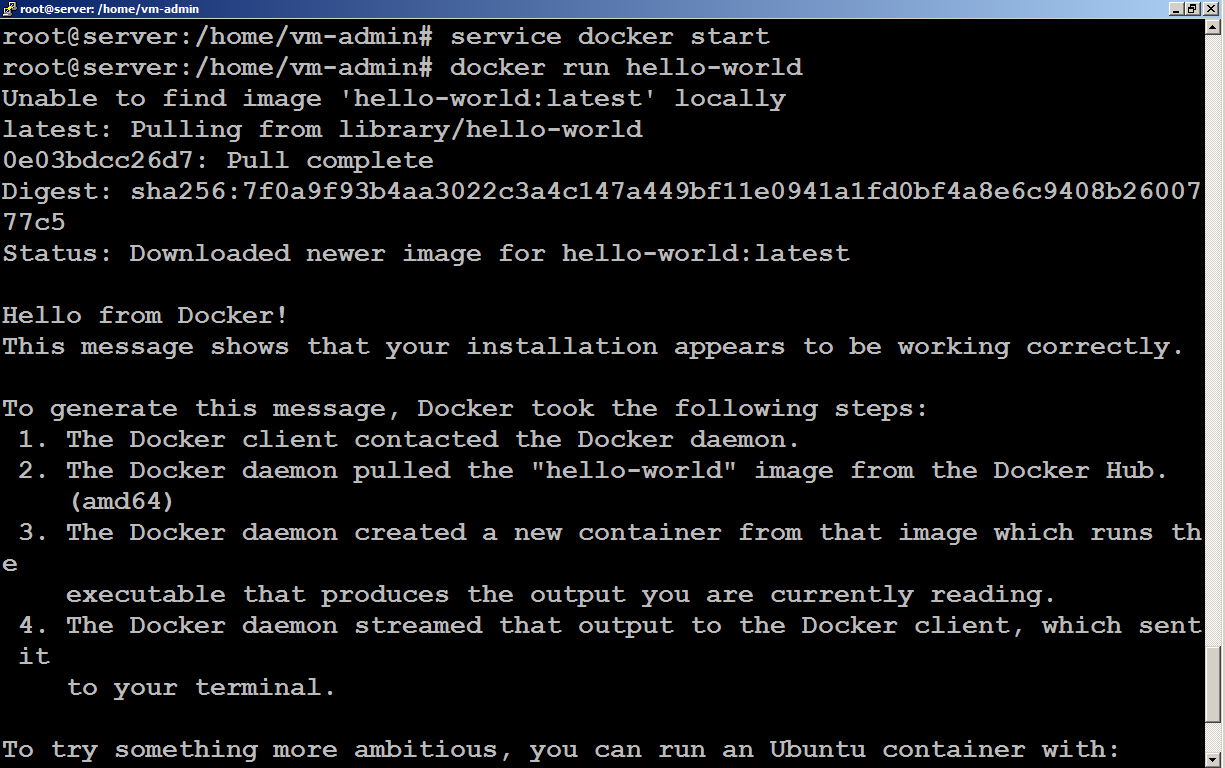 root@server: /home/vm-admin
root@server:/home/vm-admin# service docker start
root@server:/home/vm-admin# docker run hello-world
Unable to find image 'hello-world:latest' locally
latest: Pulling from library/hello-world
0e03bdcc26d7: Pull complete
Digest: sha256:7f0a9f93b4aa3022c3a4c147a449bf11e0941a1fd0bf4a8e6c9408b26007
77c5
Status: Downloaded newer image for hello-world:latest

Hello from Docker!
This message shows that your installation appears to be working correctly.

To generate this message, Docker took the following steps:
 1. The Docker client contacted the Docker daemon.
 2. The Docker daemon pulled the "hello-world" image from the Docker Hub.
    (amd64)
 3. The Docker daemon created a new container from that image which runs th
e
    executable that produces the output you are currently reading.
 4. The Docker daemon streamed that output to the Docker client, which sent
 it
    to your terminal.

To try something more ambitious, you can run an Ubuntu container with: